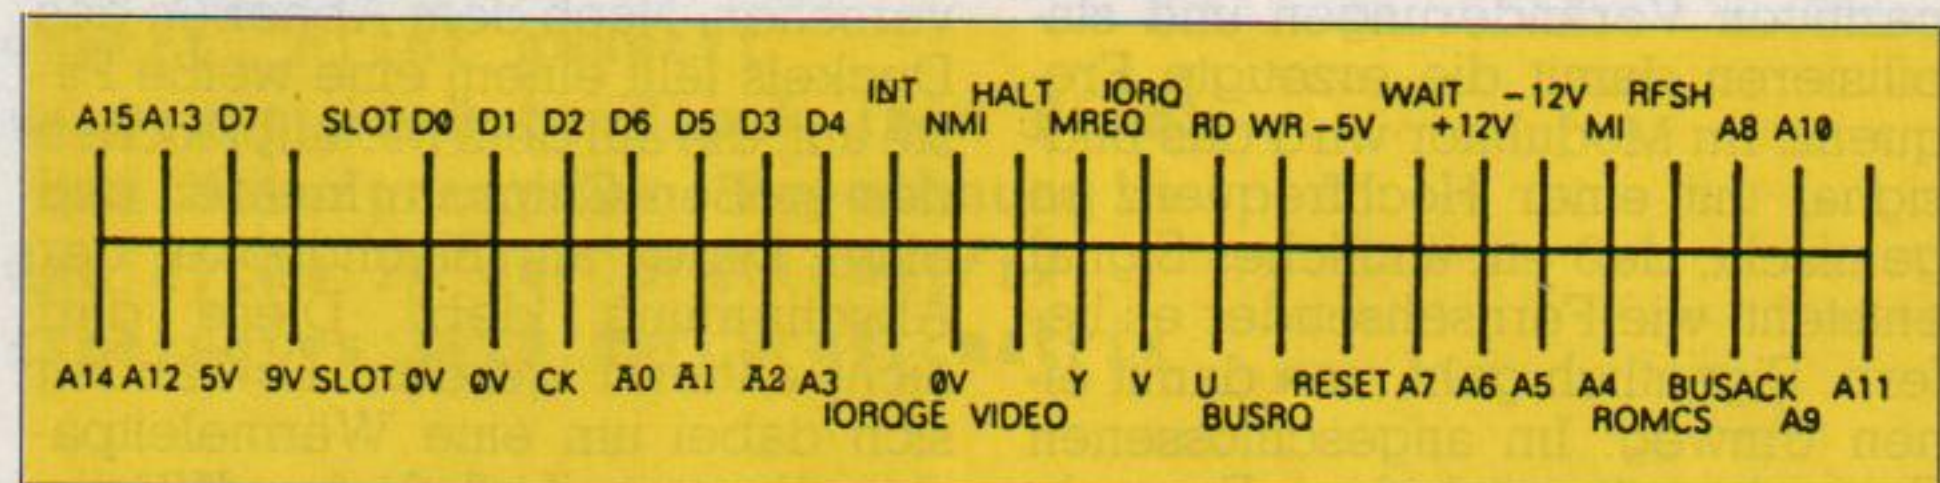 INT HALT IORQ WAIT -12V RFSH
A15 A13 D7 SLOT D0 D1 D2 D6 D5 D3 D4 NMI MREQ RD WR -5V +12V MI A8 A10
A14 A12 5V 9V SLOT 0V 0V CK A0 A1 A2 A3 0V Y V U RESET A7 A6 A5 A4 BUSACK A11
IORQGE VIDEO BUSRQ ROMCS A9